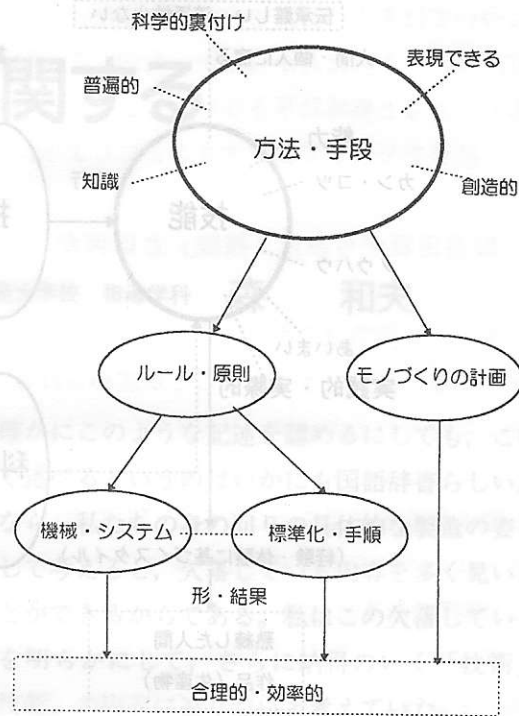 科学的裏付け
表現できる
普遍的
方法・手段
知識
創造的
ルール・原則
モノづくりの計画
機械・システム
標準化・手順
形・結果
合理的・効率的